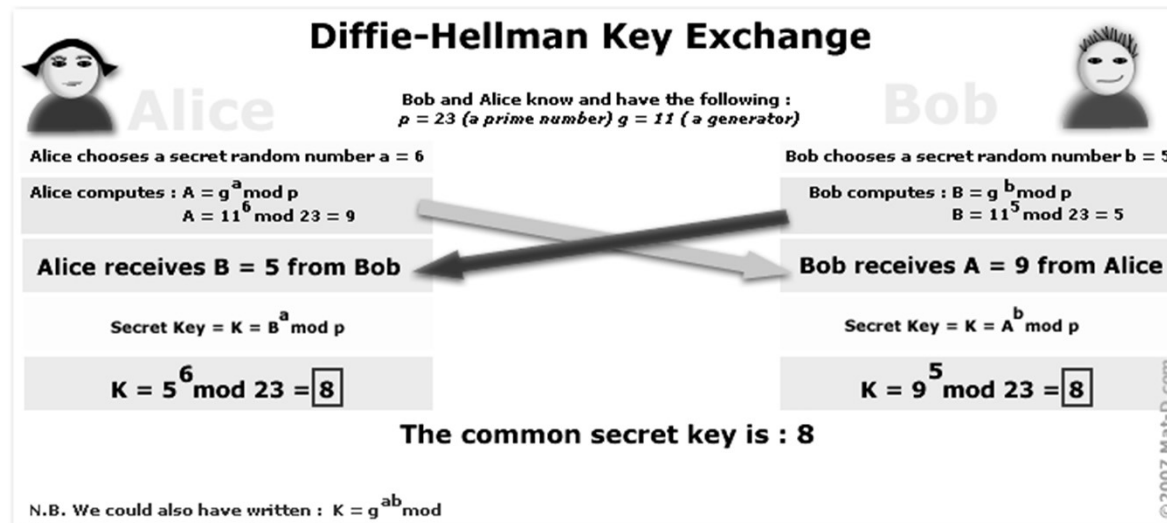 Diffie-Hellman Key Exchange
Alice
Bob
Bob and Alice know and have the following :
p = 23 (a prime number) g = 11 ( a generator)
Alice chooses a secret random number a = 6
Bob chooses a secret random number b = 5
Alice computes : A = g^a mod p
A = 11^6 mod 23 = 9
Bob computes : B = g^b mod p
B = 11^5 mod 23 = 5
Alice receives B = 5 from Bob
Bob receives A = 9 from Alice
Secret Key = K = B^a mod p
Secret Key = K = A^b mod p
K = 5^6 mod 23 = 8
K = 9^5 mod 23 = 8
The common secret key is : 8
N.B. We could also have written : K = g^ab mod